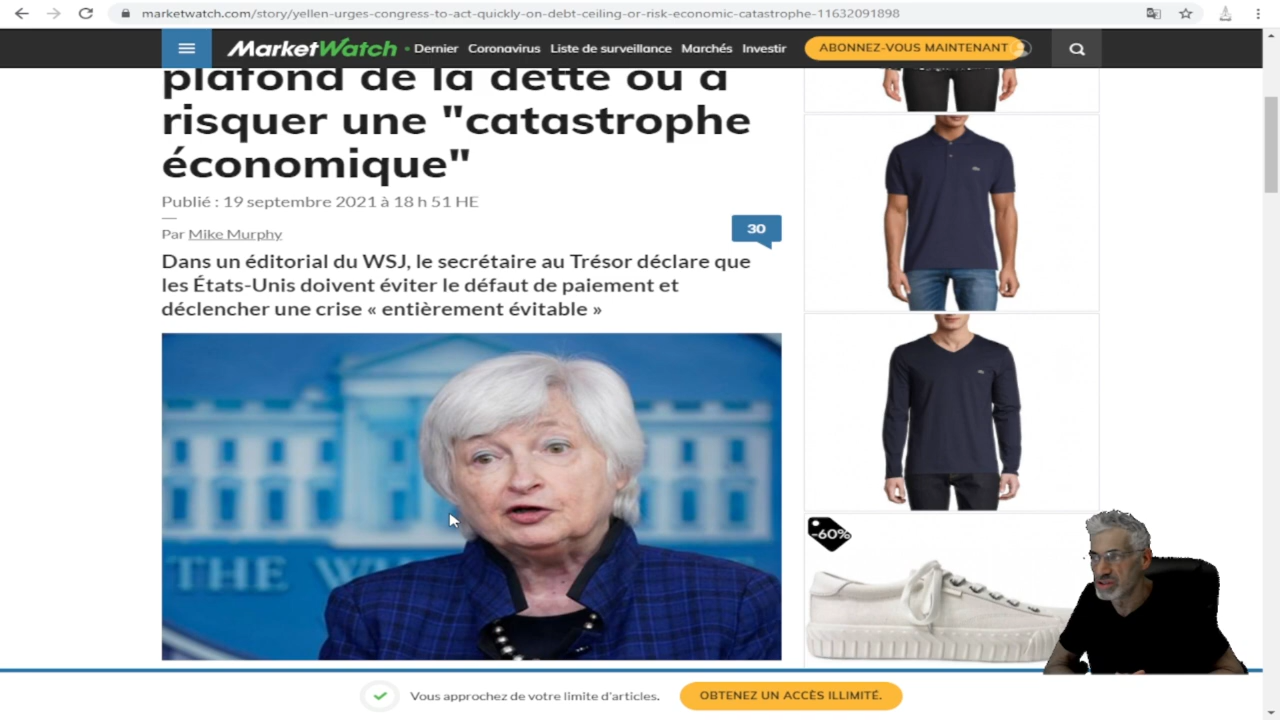 marketwatch.com/story/yellen-urges-congress-to-act-quickly-on-debt-ceiling-or-risk-economic-catastrophe-11632091898
MarketWatch • Dernier Coronavirus Liste de surveillance Marchés Investir ABONNEZ-VOUS MAINTENANT
plafond de la dette ou à
risquer une "catastrophe
économique"
Publié : 19 septembre 2021 à 18 h 51 HE
Par Mike Murphy
30
Dans un éditorial du WSJ, le secrétaire au Trésor déclare que
les États-Unis doivent éviter le défaut de paiement et
déclencher une crise « entièrement évitable »
THE W
-60%
Vous approchez de votre limite d'articles. OBTENEZ UN ACCÈS ILLIMITÉ.